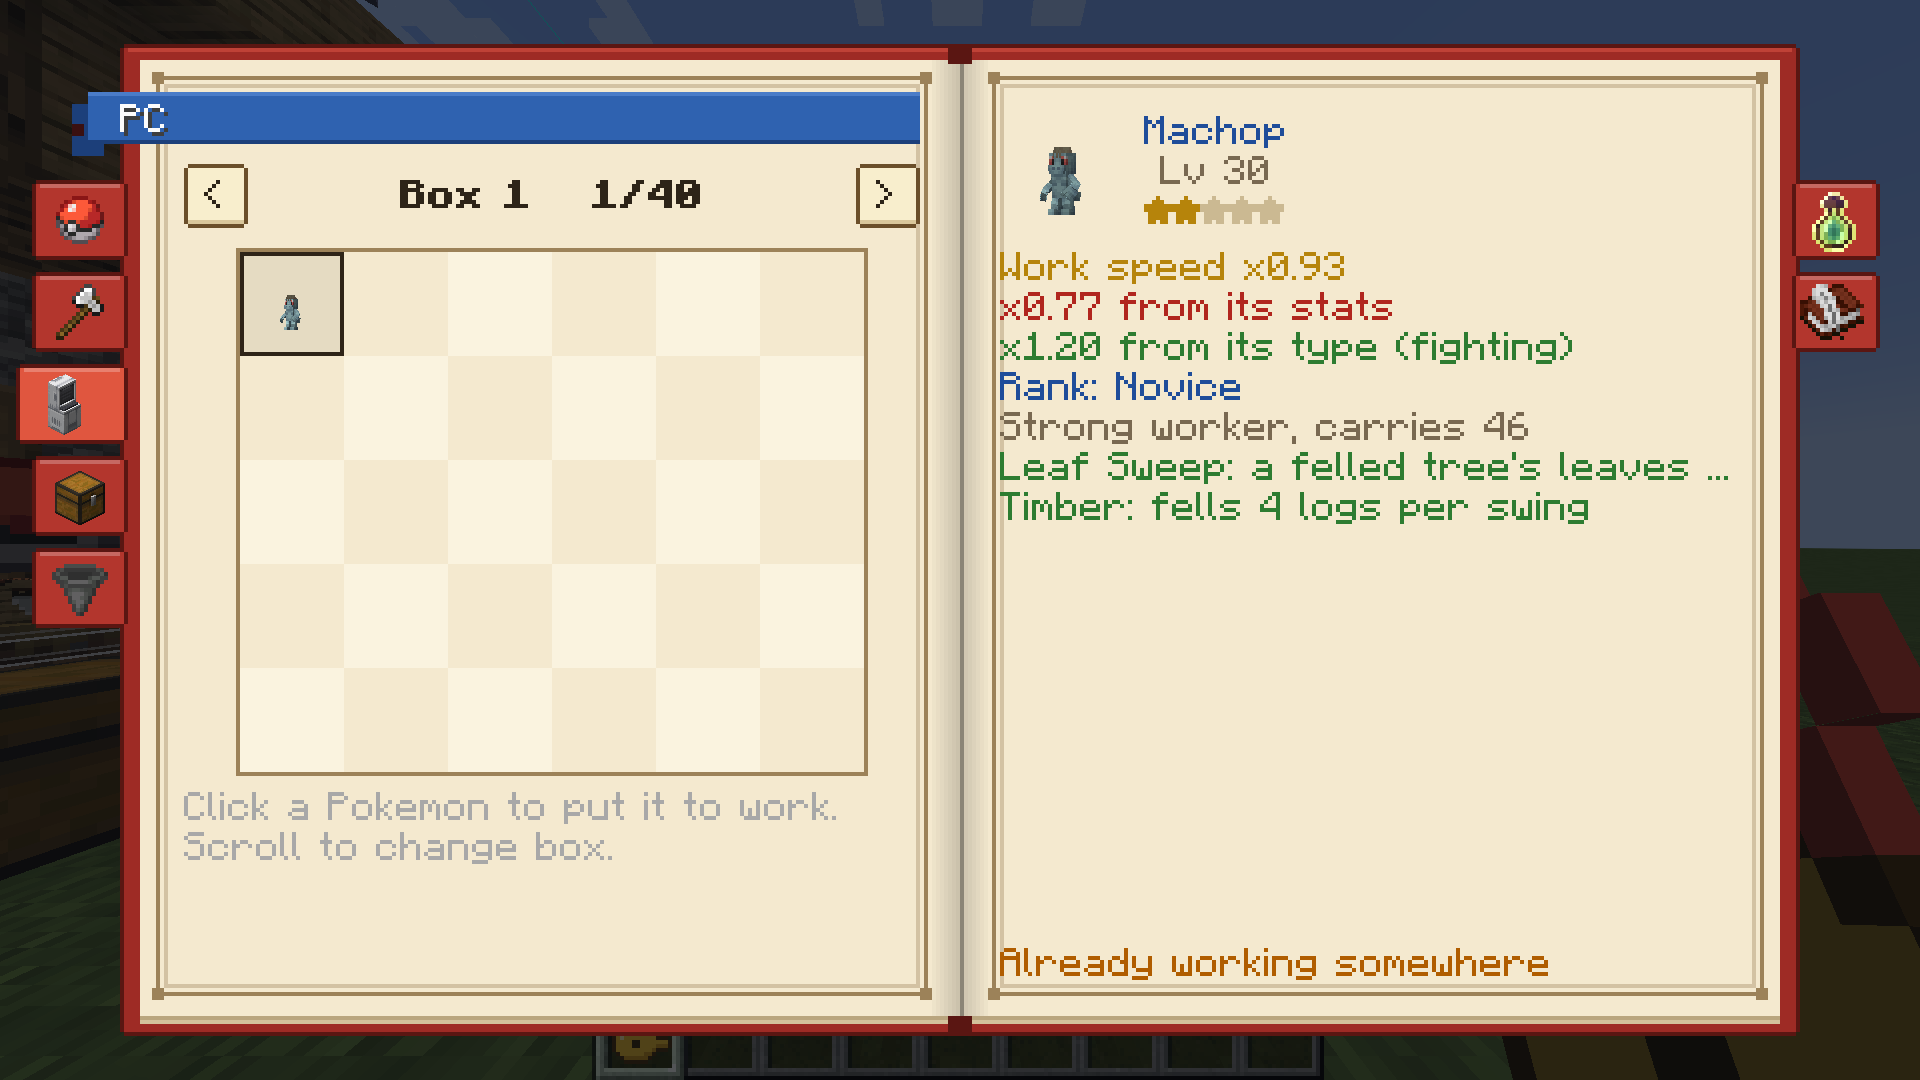 PC
Box 1 1/40
Click a Pokemon to put it to work.
Scroll to change box.
Machop
Lv 30
Work speed x0.93
x0.77 from its stats
x1.20 from its type (fighting)
Rank: Novice
Strong worker, carries 46
Leaf Sweep: a felled tree's leaves ...
Timber: fells 4 logs per swing
Already working somewhere